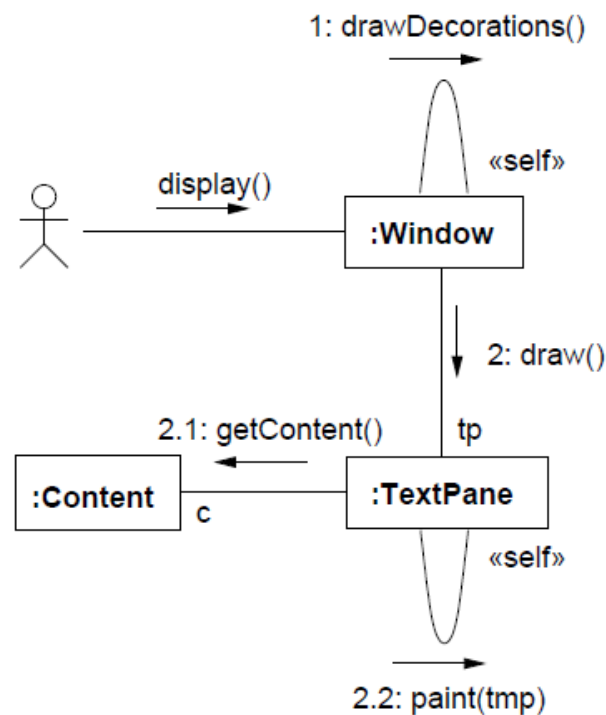 1: drawDecorations()
«self»
display()
:Window
2: draw()
2.1: getContent()
tp
:Content
:TextPane
c
«self»
2.2: paint(tmp)